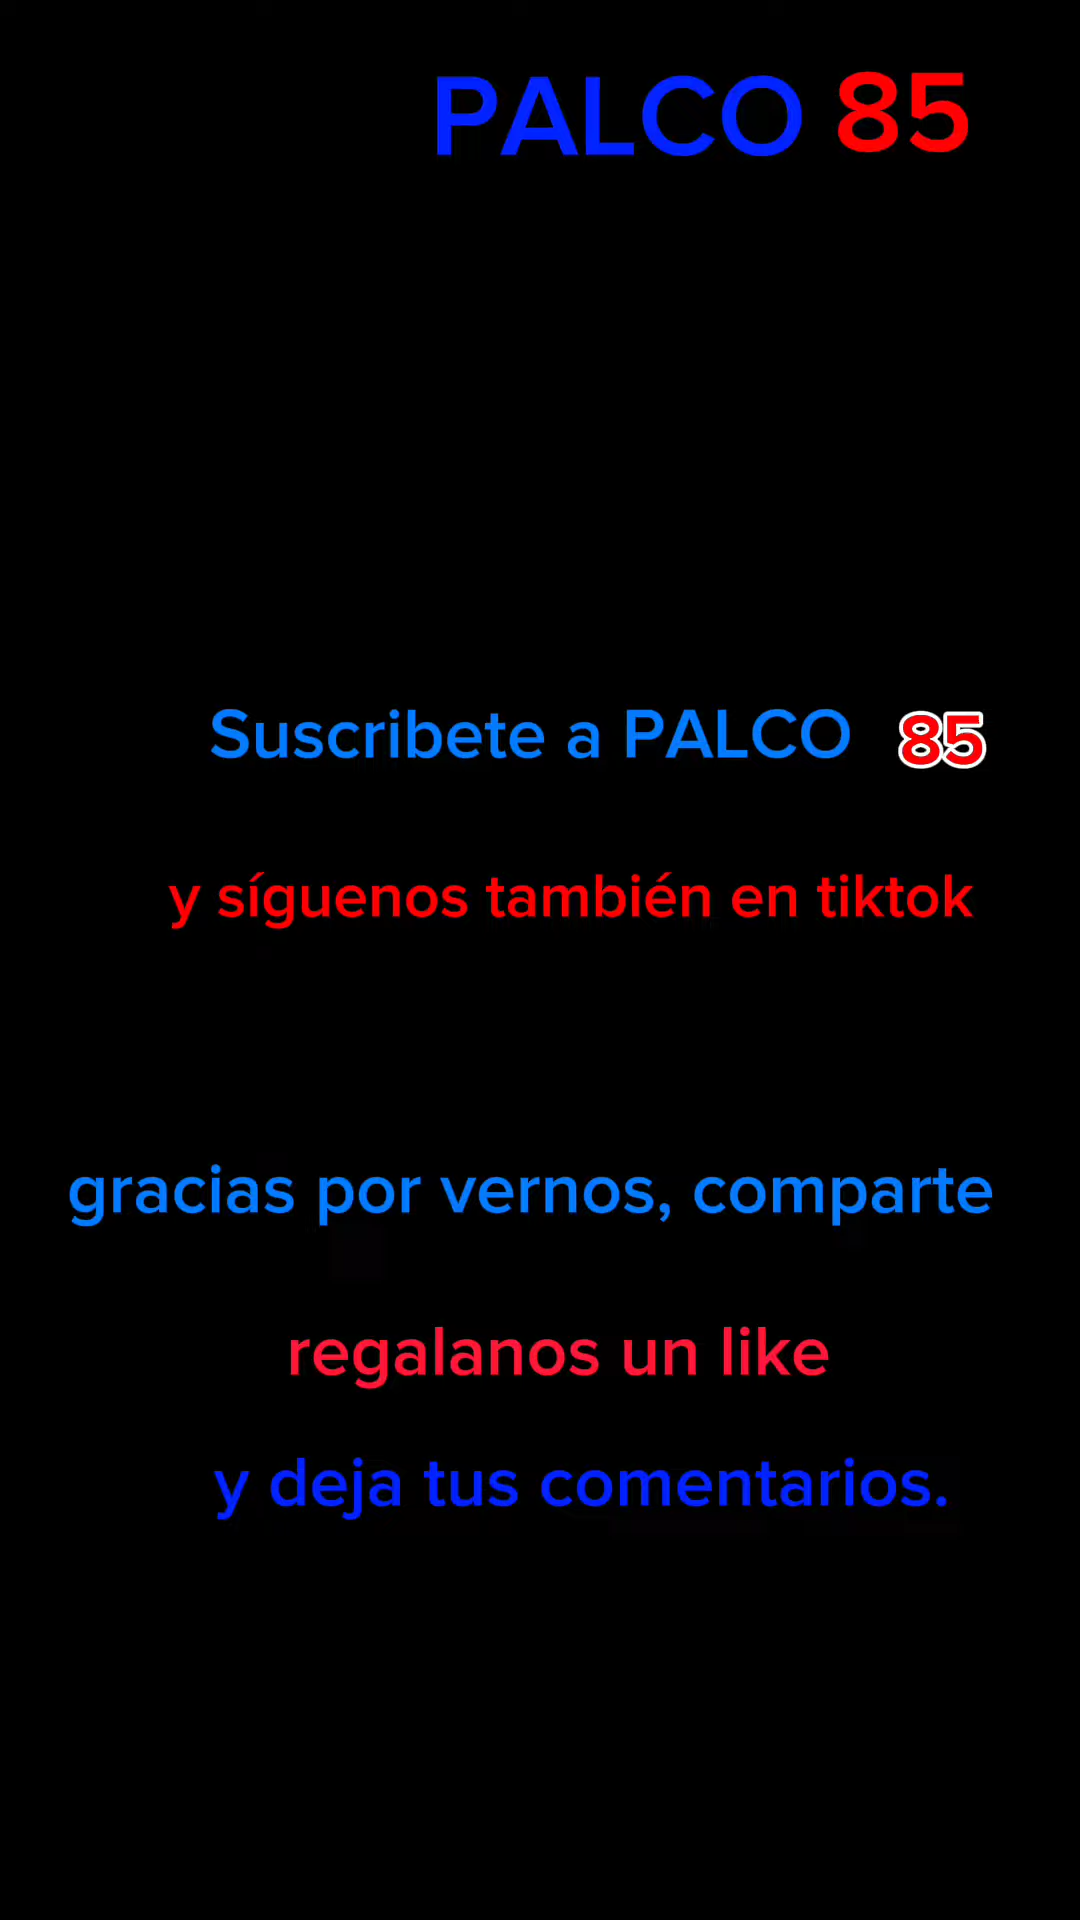 PALCO 85
Suscribete a PALCO 85
y síguenos también en tiktok
gracias por vernos, comparte
regalanos un like
y deja tus comentarios.